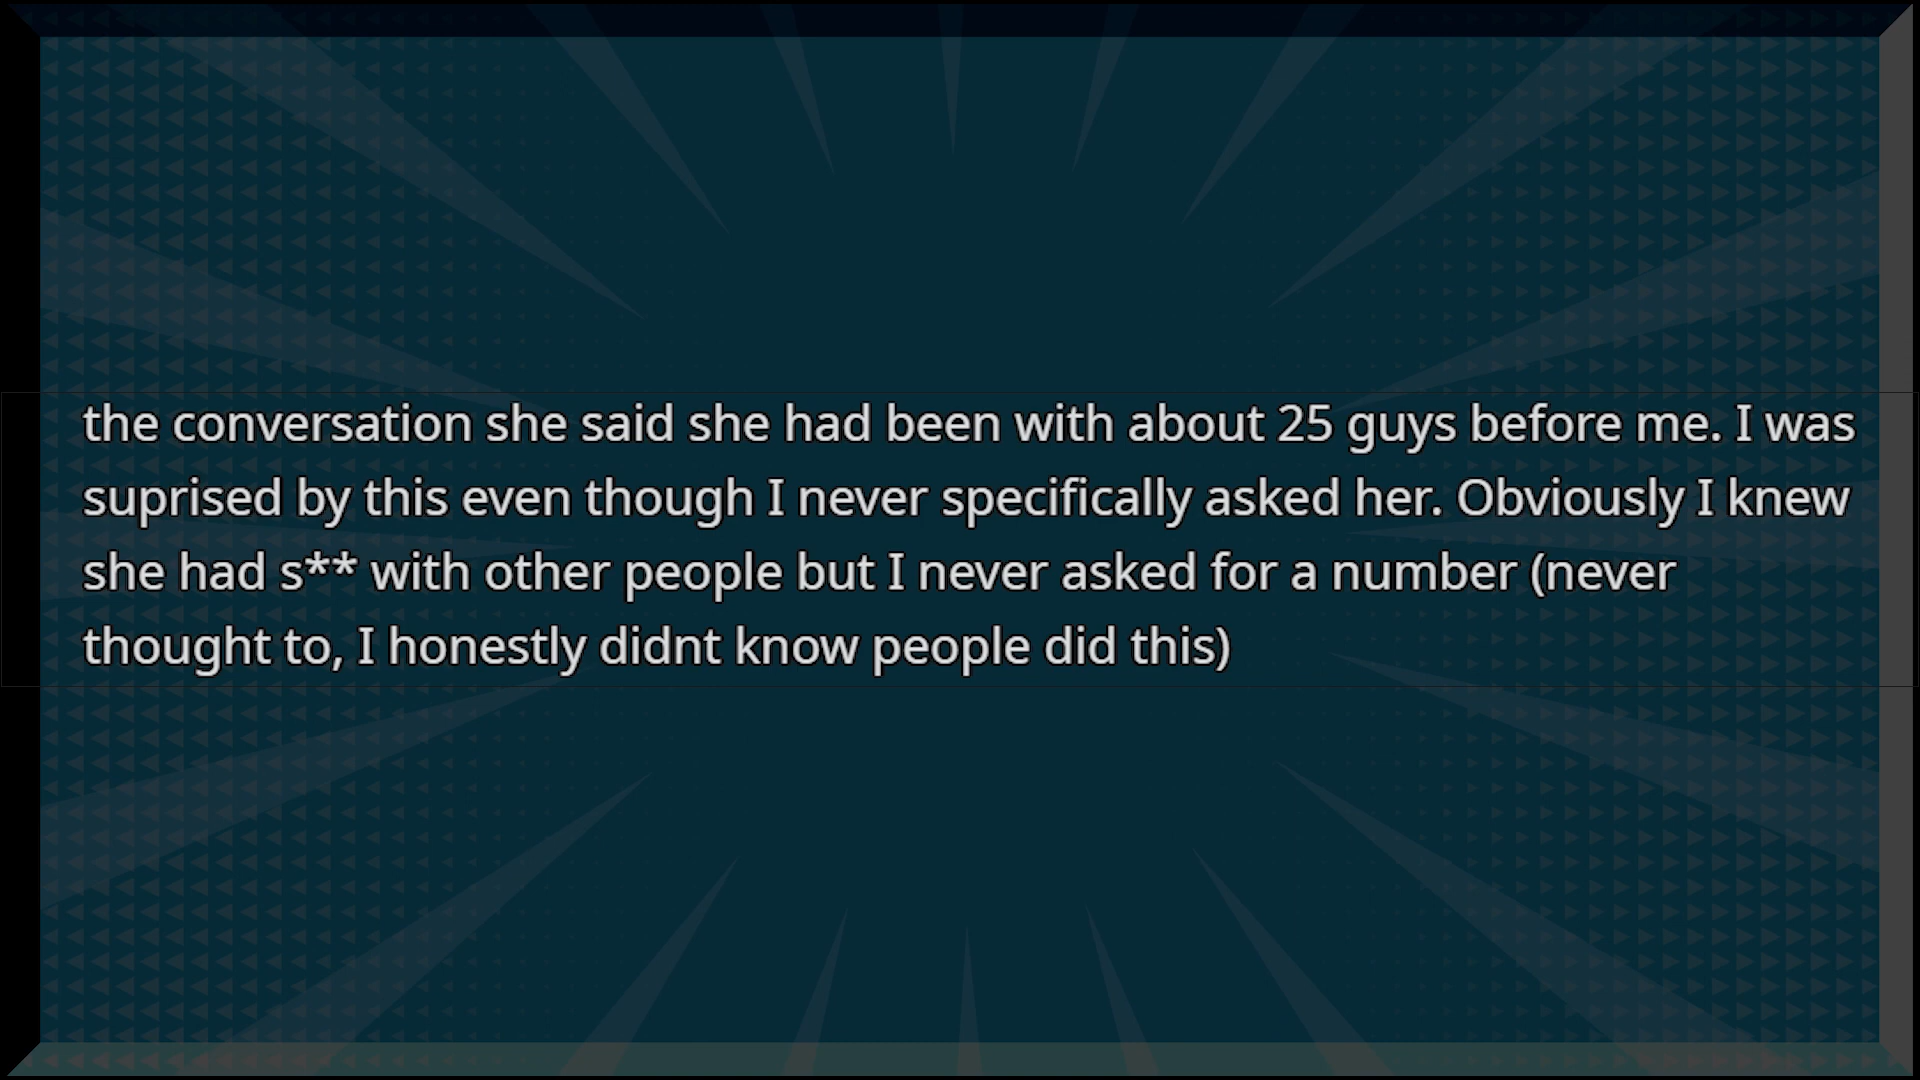 the conversation she said she had been with about 25 guys before me. I was
suprised by this even though I never specifically asked her. Obviously I knew
she had s** with other people but I never asked for a number (never
thought to, I honestly didnt know people did this)